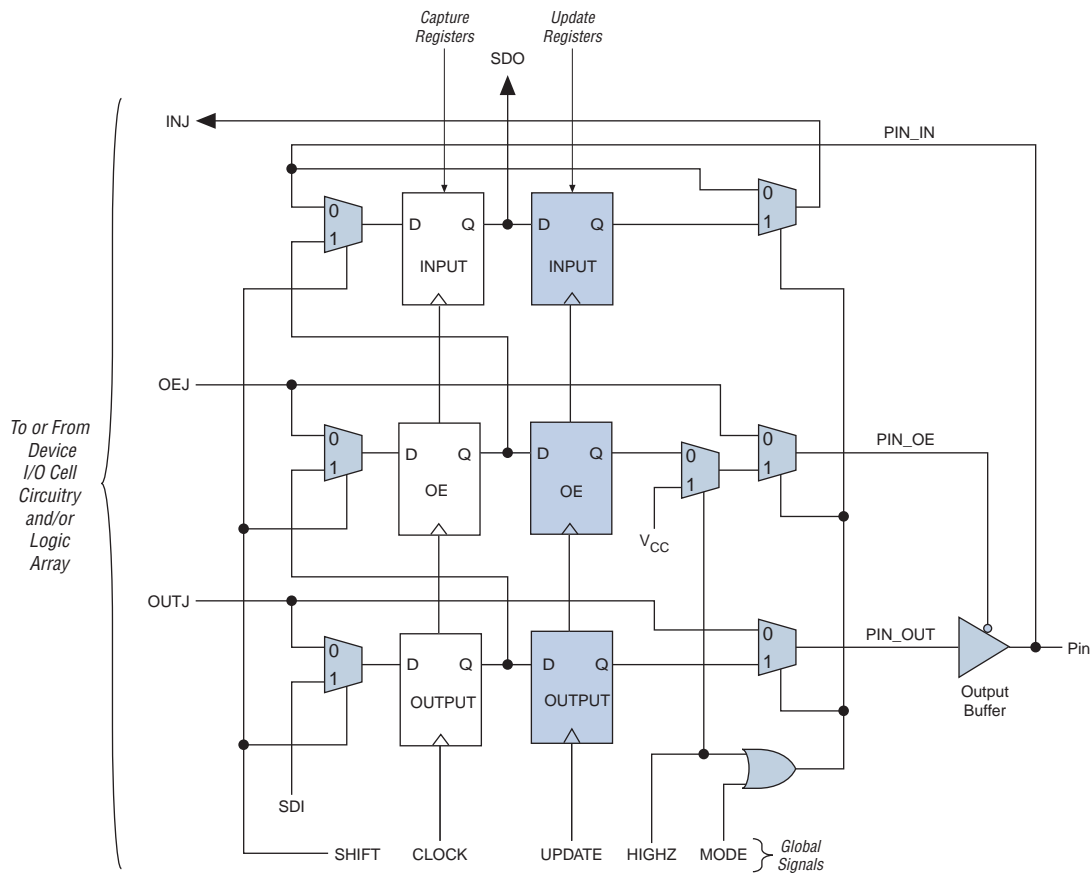 Capture
Registers
Update
Registers
SDO
INJ
PIN_IN
0
1
D Q
INPUT
D Q
INPUT
0
1
OEJ
To or From
Device
I/O Cell
Circuitry
and/or
Logic
Array
0
1
D Q
OE
D Q
OE
0
1
0
1
PIN_OE
VCC
OUTJ
0
1
D Q
OUTPUT
D Q
OUTPUT
0
1
PIN_OUT
Pin
Output
Buffer
SDI
SHIFT
CLOCK
UPDATE
HIGHZ
MODE
Global
Signals